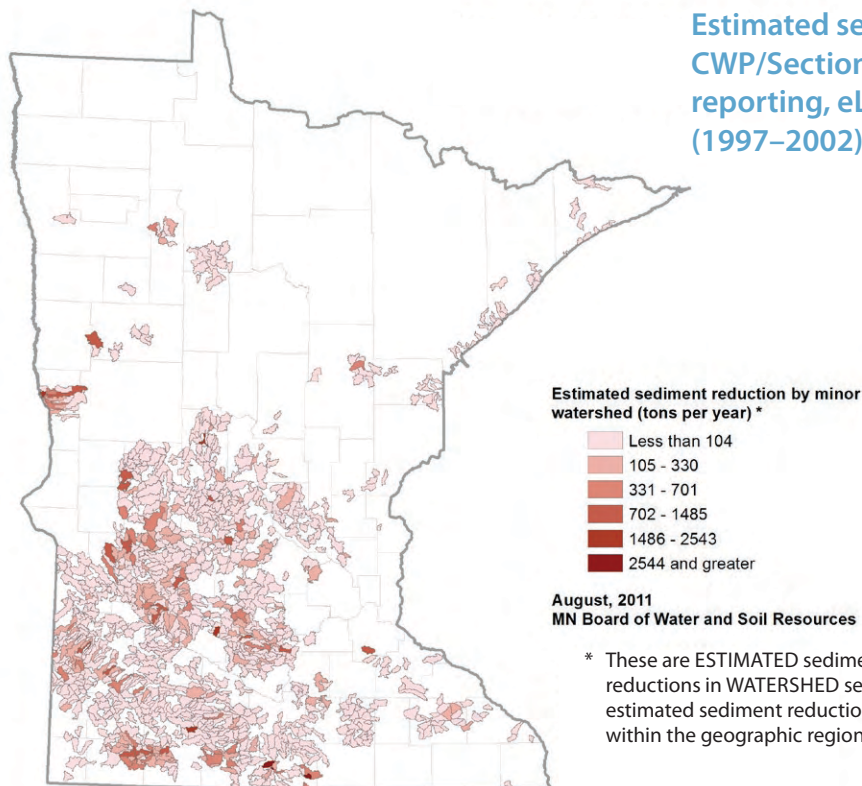 Estimated se
CWP/Section
reporting, eL
(1997–2002)
Estimated sediment reduction by minor
watershed (tons per year) *
Less than 104
105 - 330
331 - 701
702 - 1485
1486 - 2543
2544 and greater
August, 2011
MN Board of Water and Soil Resources
* These are ESTIMATED sedime
reductions in WATERSHED se
estimated sediment reduction
within the geographic region